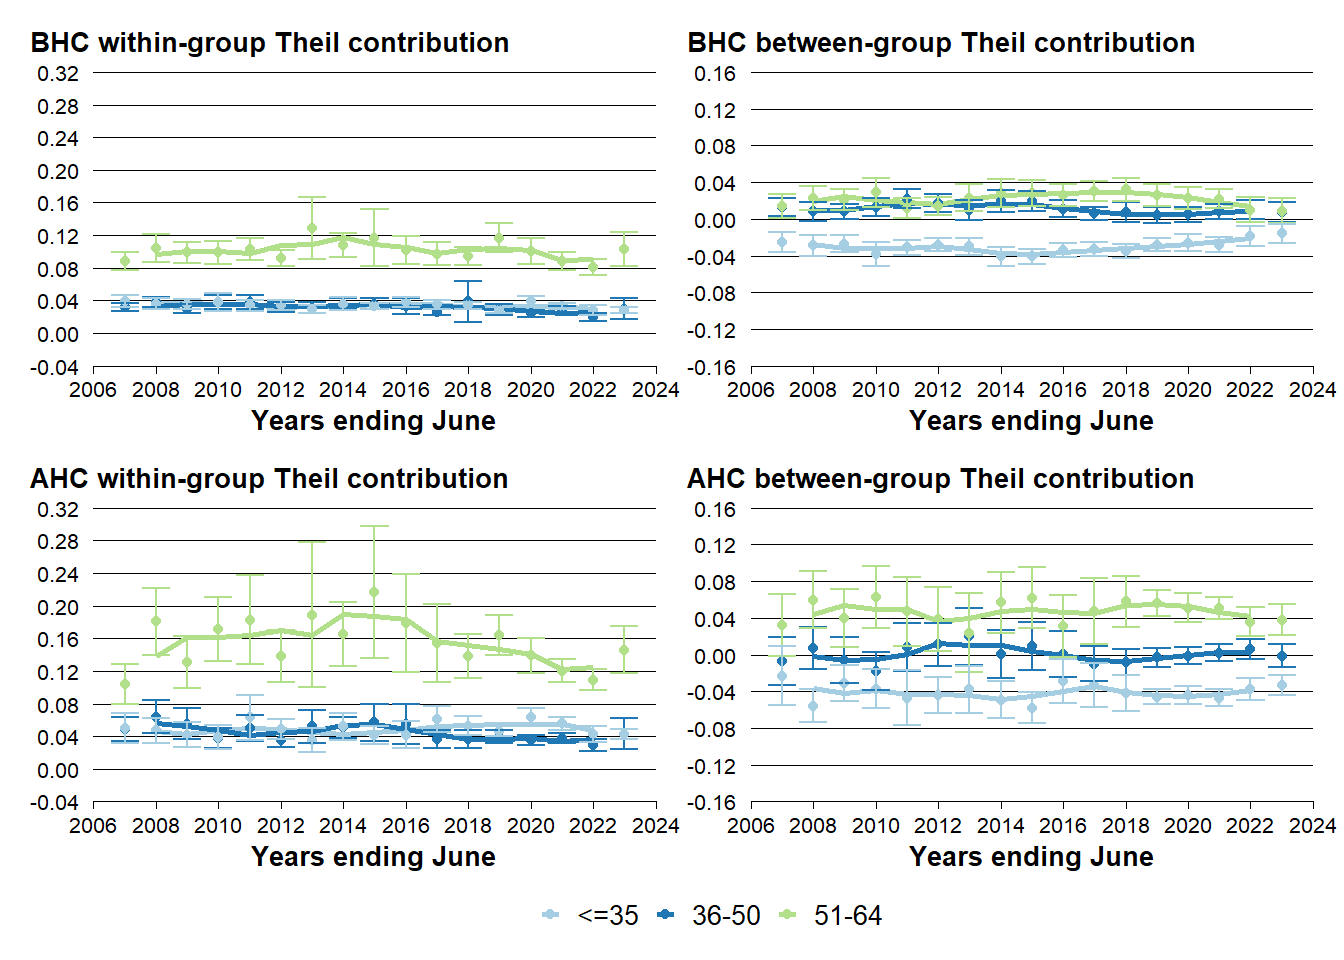 BHC within-group Theil contribution
0.32
0.28
0.24
0.20
0.16
0.12
0.08
0.04
0.00
-0.04
2006 2008 2010 2012 2014 2016 2018 2020 2022 2024
Years ending June
BHC between-group Theil contribution
0.16
0.12
0.08
0.04
0.00
-0.04
-0.08
-0.12
-0.16
2006 2008 2010 2012 2014 2016 2018 2020 2022 2024
Years ending June
AHC within-group Theil contribution
0.32
0.28
0.24
0.20
0.16
0.12
0.08
0.04
0.00
-0.04
2006 2008 2010 2012 2014 2016 2018 2020 2022 2024
Years ending June
AHC between-group Theil contribution
0.16
0.12
0.08
0.04
0.00
-0.04
-0.08
-0.12
-0.16
2006 2008 2010 2012 2014 2016 2018 2020 2022 2024
Years ending June
<=35 36-50 51-64